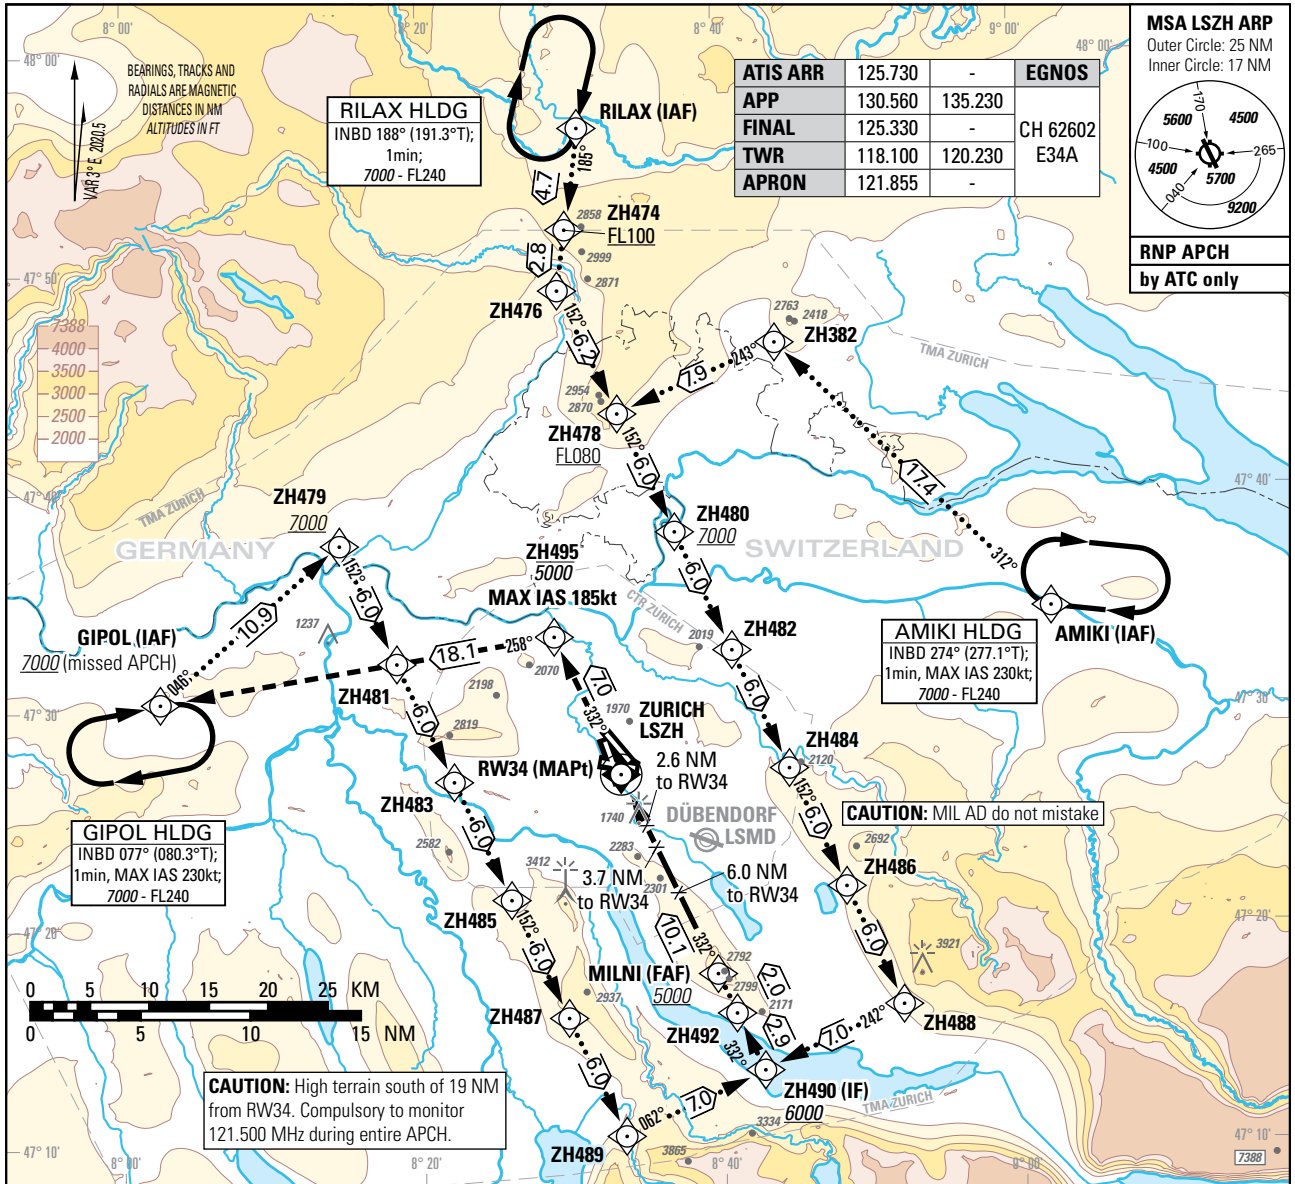 8° 00'
8° 20'
8° 40'
9° 00'
48° 00'
48° 00'
BEARINGS, TRACKS AND
RADIALS ARE MAGNETIC
DISTANCES IN NM
ALTITUDES IN FT
VAR 3° E 2020.5
RILAX HLDG
INBD 188° (191.3°T);
1min;
7000 - FL240
RILAX (IAF)
185°
4.7
ATIS ARR 125.730 - EGNOS
APP 130.560 135.230
FINAL 125.330 -
TWR 118.100 120.230
APRON 121.855 -
CH 62602
E34A
MSA LSZH ARP
Outer Circle: 25 NM
Inner Circle: 17 NM
170
5600
4500
100
265
4500
5700
040
9200
RNP APCH
by ATC only
2858
ZH474
FL100
2999
2.8
2871
47° 50'
ZH476
152°
6.2
7388
4000
3500
3000
2500
2000
2763
2418
ZH382
243°
7.9
TMA ZURICH
2954
2870
ZH478
FL080
152°
6.0
17.4
312°
47° 40'
47° 40'
TMA ZURICH
ZH479
7000
GERMANY
SWITZERLAND
ZH480
7000
6.0
ZH495
5000
MAX IAS 185kt
CTR ZURICH
152°
6.0
1237
GIPOL (IAF)
7000 (missed APCH)
10.9
046°
AMIKI (IAF)
AMIKI HLDG
INBD 274° (277.1°T);
1min, MAX IAS 230kt;
7000 - FL240
ZH482
2019
6.0
18.1
258°
2070
ZH481
6.0
2198
2819
7.0
332°
1970
ZURICH
LSZH
47° 30'
47° 30'
ZH484
2120
152°
6.0
RW34 (MAPt)
2.6 NM
to RW34
ZH483
6.0
1740
DÜBENDORF
LSMD
CAUTION: MIL AD do not mistake
2692
GIPOL HLDG
INBD 077° (080.3°T);
1min, MAX IAS 230kt;
7000 - FL240
2582
2283
3412
3.7 NM
to RW34
2301
6.0 NM
to RW34
ZH486
6.0
ZH485
152°
6.0
10.1
332°
47° 20'
47° 20'
3921
MILNI (FAF)
5000
2792
2799
2.0
2171
2937
0 5 10 15 20 25 KM
0 5 10 15 NM
ZH487
6.0
ZH492
332°
2.9
7.0
242°
ZH488
ZH490 (IF)
6000
TMA ZURICH
CAUTION: High terrain south of 19 NM
from RW34. Compulsory to monitor
121.500 MHz during entire APCH.
062°
7.0
ZH489
3334
3865
47° 10'
47° 10'
7388
8° 00'
8° 20'
8° 40'
9° 00'